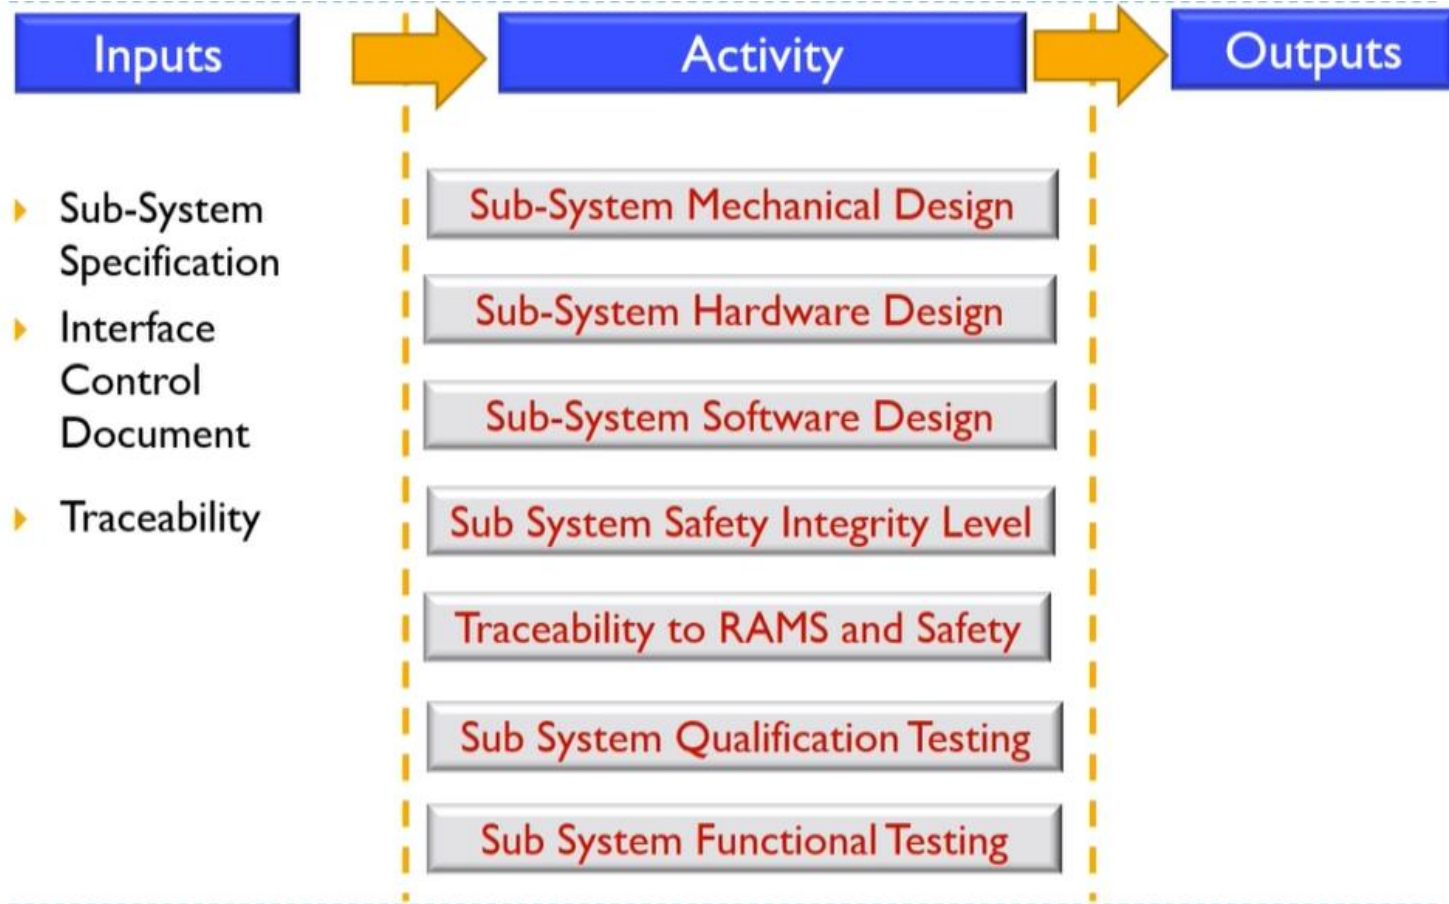 Inputs
Activity
Outputs
Sub-System
Specification
Interface
Control
Document
Traceability
Sub-System Mechanical Design
Sub-System Hardware Design
Sub-System Software Design
Sub System Safety Integrity Level
Traceability to RAMS and Safety
Sub System Qualification Testing
Sub System Functional Testing